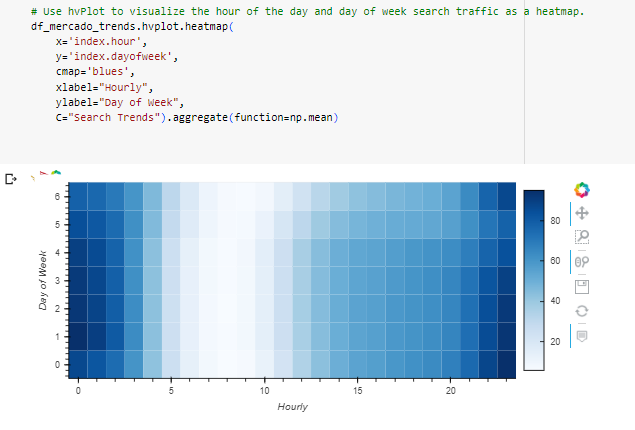 # Use hvPlot to visualize the hour of the day and day of week search traffic as a heatmap.
df_mercado_trends.hvplot.heatmap(
x='index.hour',
y='index.dayofweek',
cmap='blues',
xlabel="Hourly",
ylabel="Day of Week",
C="Search Trends").aggregate(function=np.mean)
6
5
4
3
2
1
0
Day of Week
0 5 10 15 20
Hourly
80
60
40
20